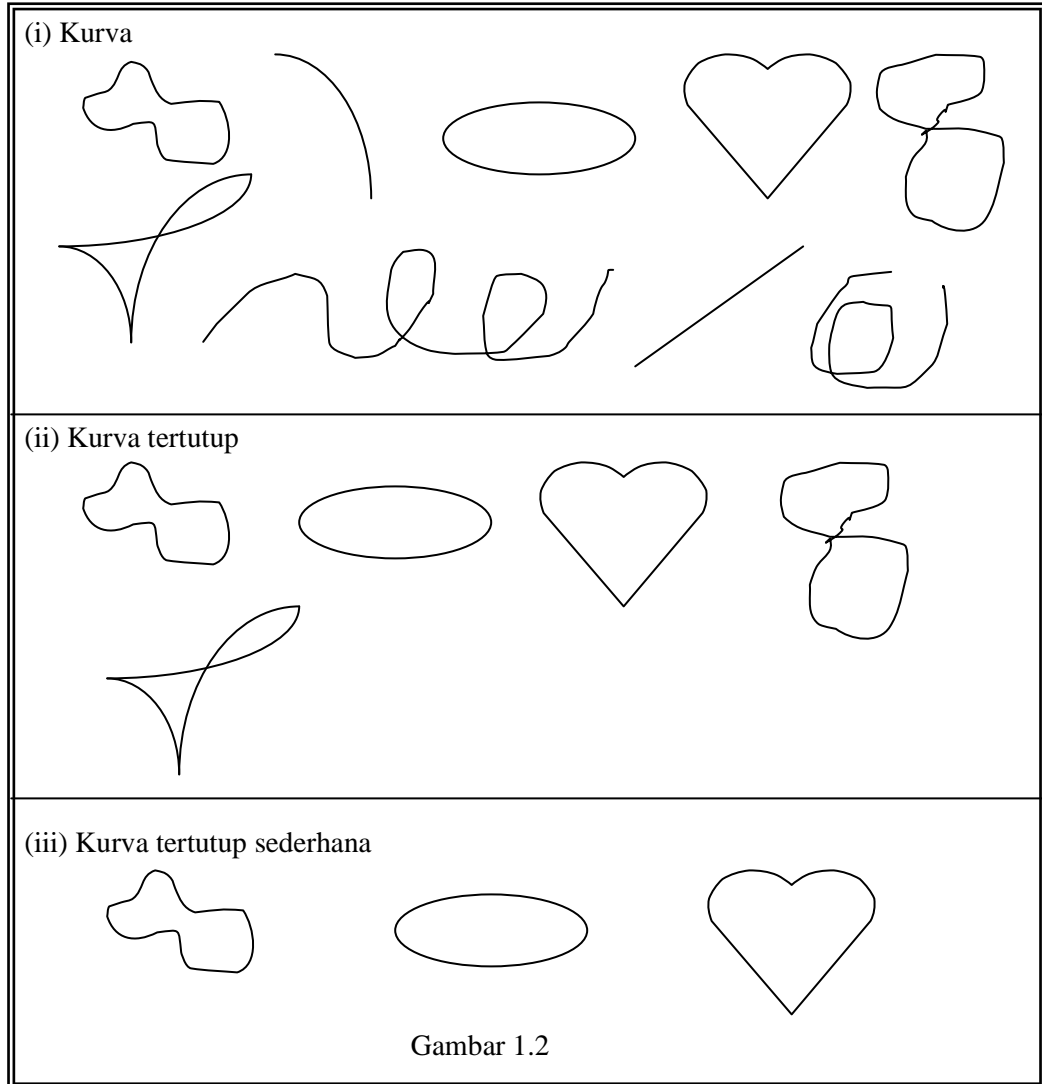 (i) Kurva
(ii) Kurva tertutup
(iii) Kurva tertutup sederhana
Gambar 1.2